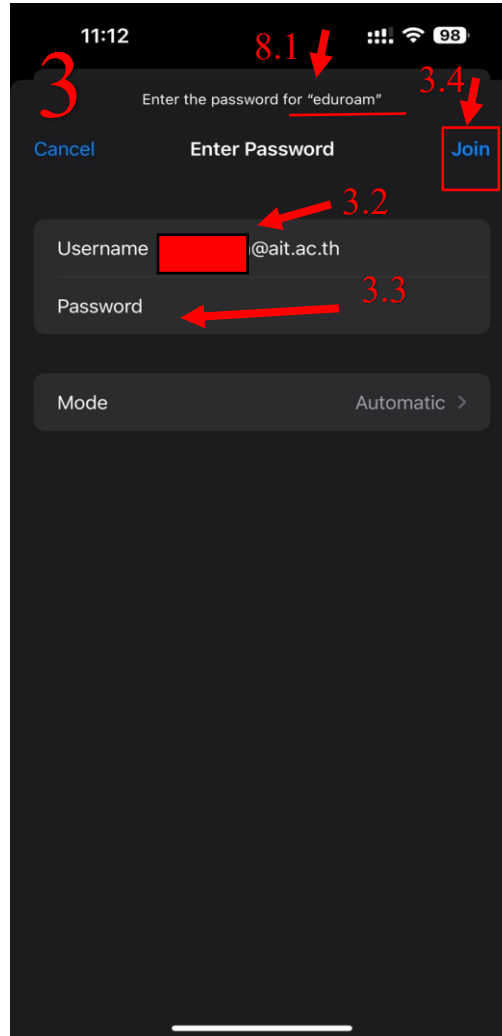 11:12
98
8.1
3
Enter the password for "eduroam"
3.4
Cancel Enter Password Join
3.2
Username @ait.ac.th
3.3
Password
Mode Automatic >